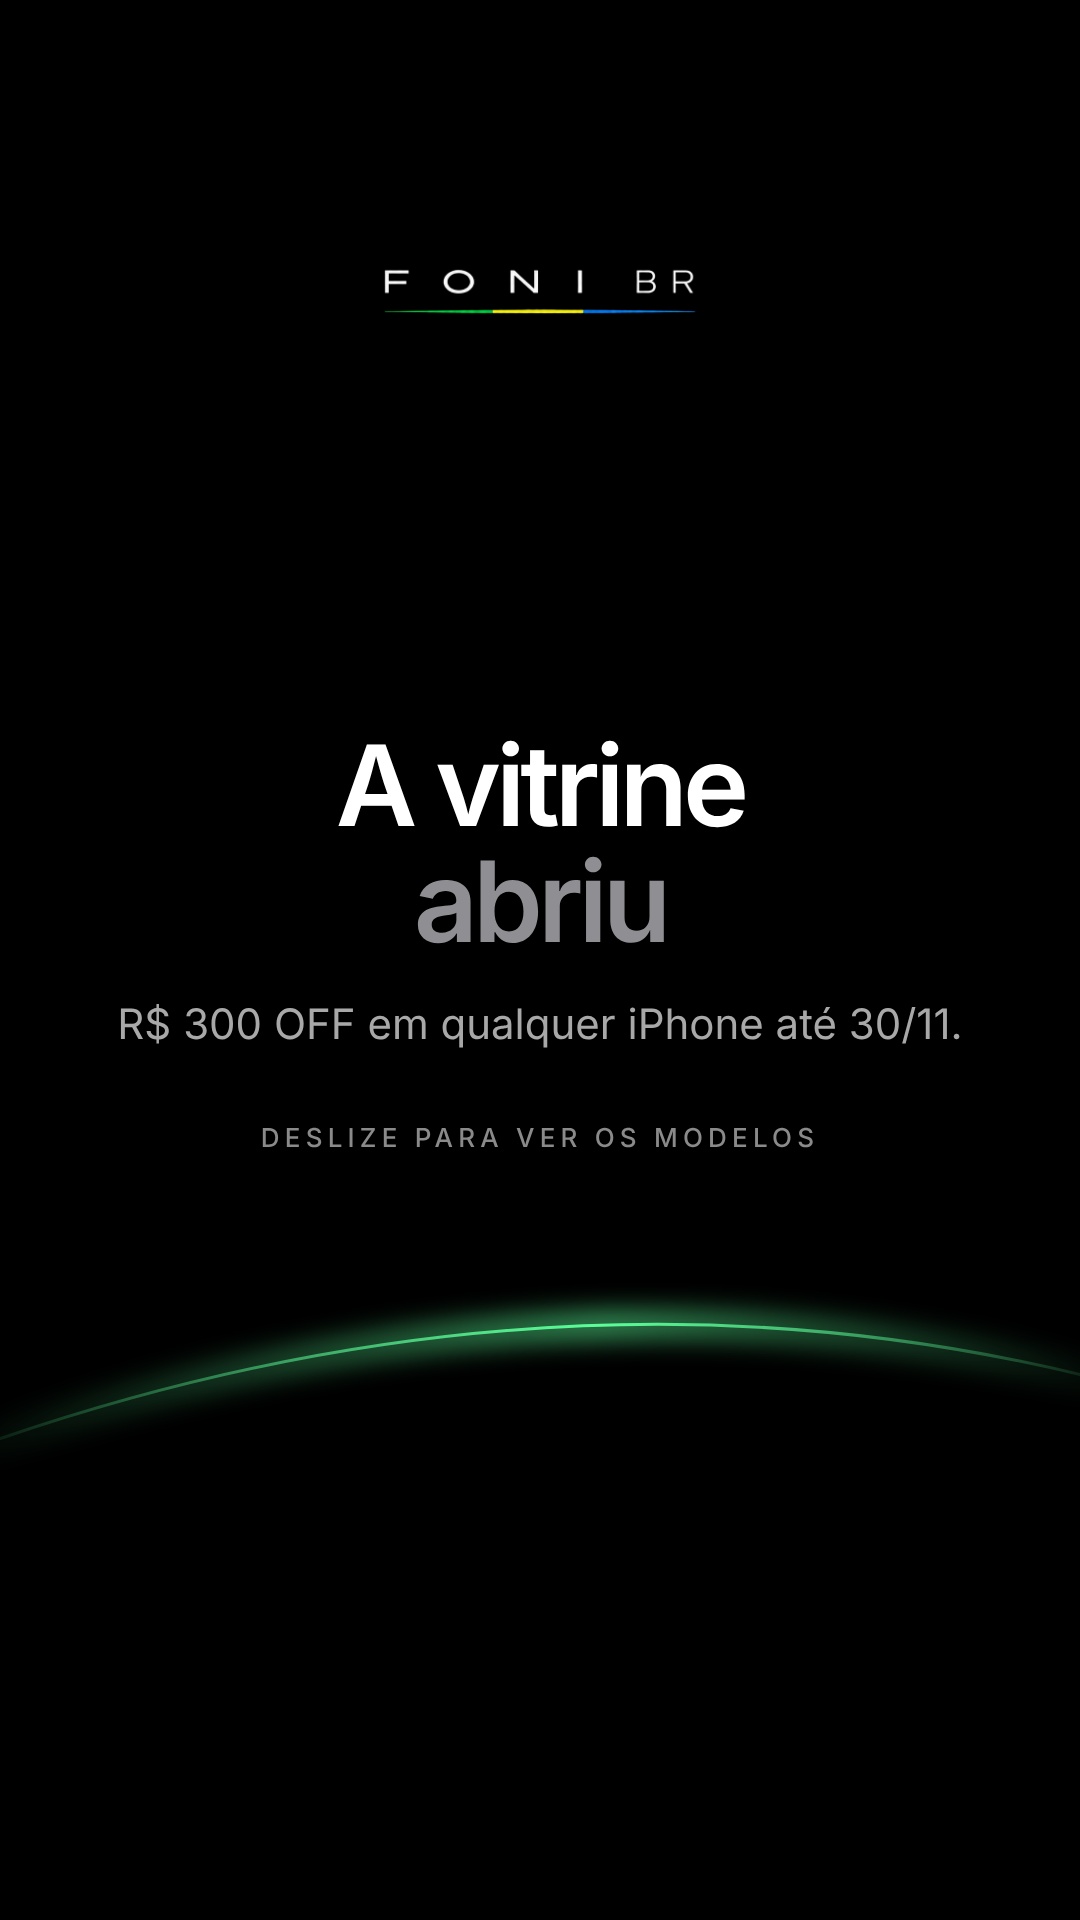 FONI BR
A vitrine
abriu
R$ 300 OFF em qualquer iPhone até 30/11.
DESLIZE PARA VER OS MODELOS